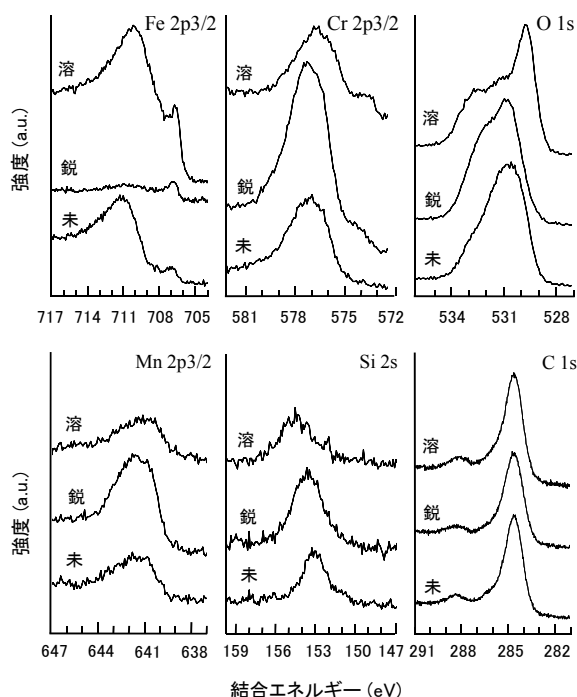 Fe 2p3/2
溶
鋭
未
717 714 711 708 705
Cr 2p3/2
溶
鋭
未
581 578 575 572
O 1s
溶
鋭
未
534 531 528
強度 (a.u.)
Mn 2p3/2
溶
鋭
未
647 644 641 638
Si 2s
溶
鋭
未
159 156 153 150 147
C 1s
溶
鋭
未
291 288 285 282
強度 (a.u.)
結合エネルギー (eV)